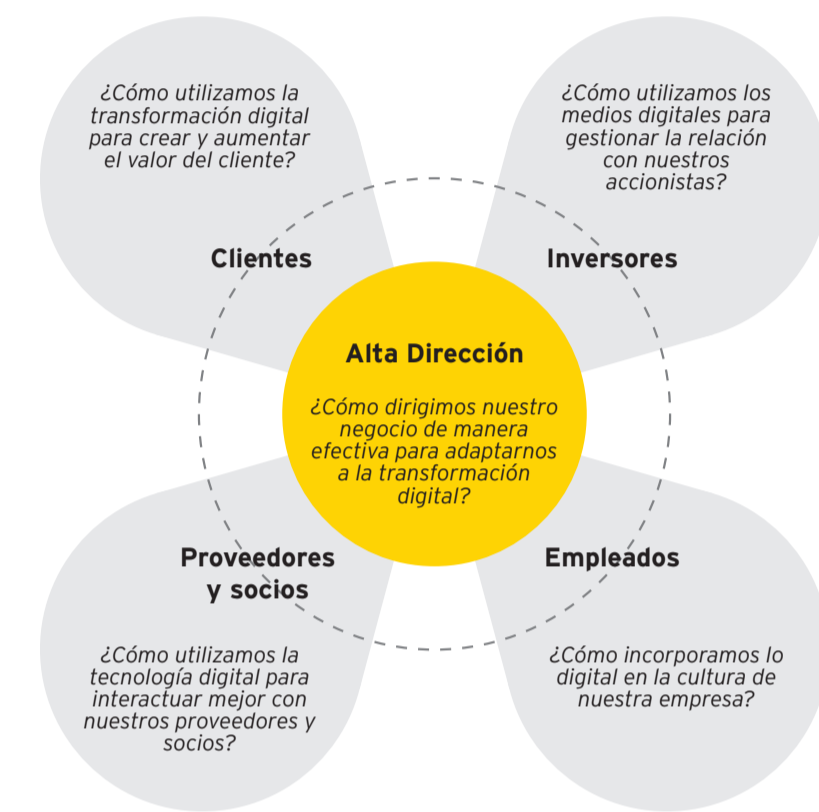 ¿Cómo utilizamos la
transformación digital
para crear y aumentar
el valor del cliente?
Clientes
¿Cómo utilizamos los
medios digitales para
gestionar la relación
con nuestros
accionistas?
Inversores
Alta Dirección
¿Cómo dirigimos nuestro
negocio de manera
efectiva para adaptarnos
a la transformación
digital?
Proveedores
y socios
¿Cómo utilizamos la
tecnología digital para
interactuar mejor con
nuestros proveedores y
socios?
Empleados
¿Cómo incorporamos lo
digital en la cultura de
nuestra empresa?